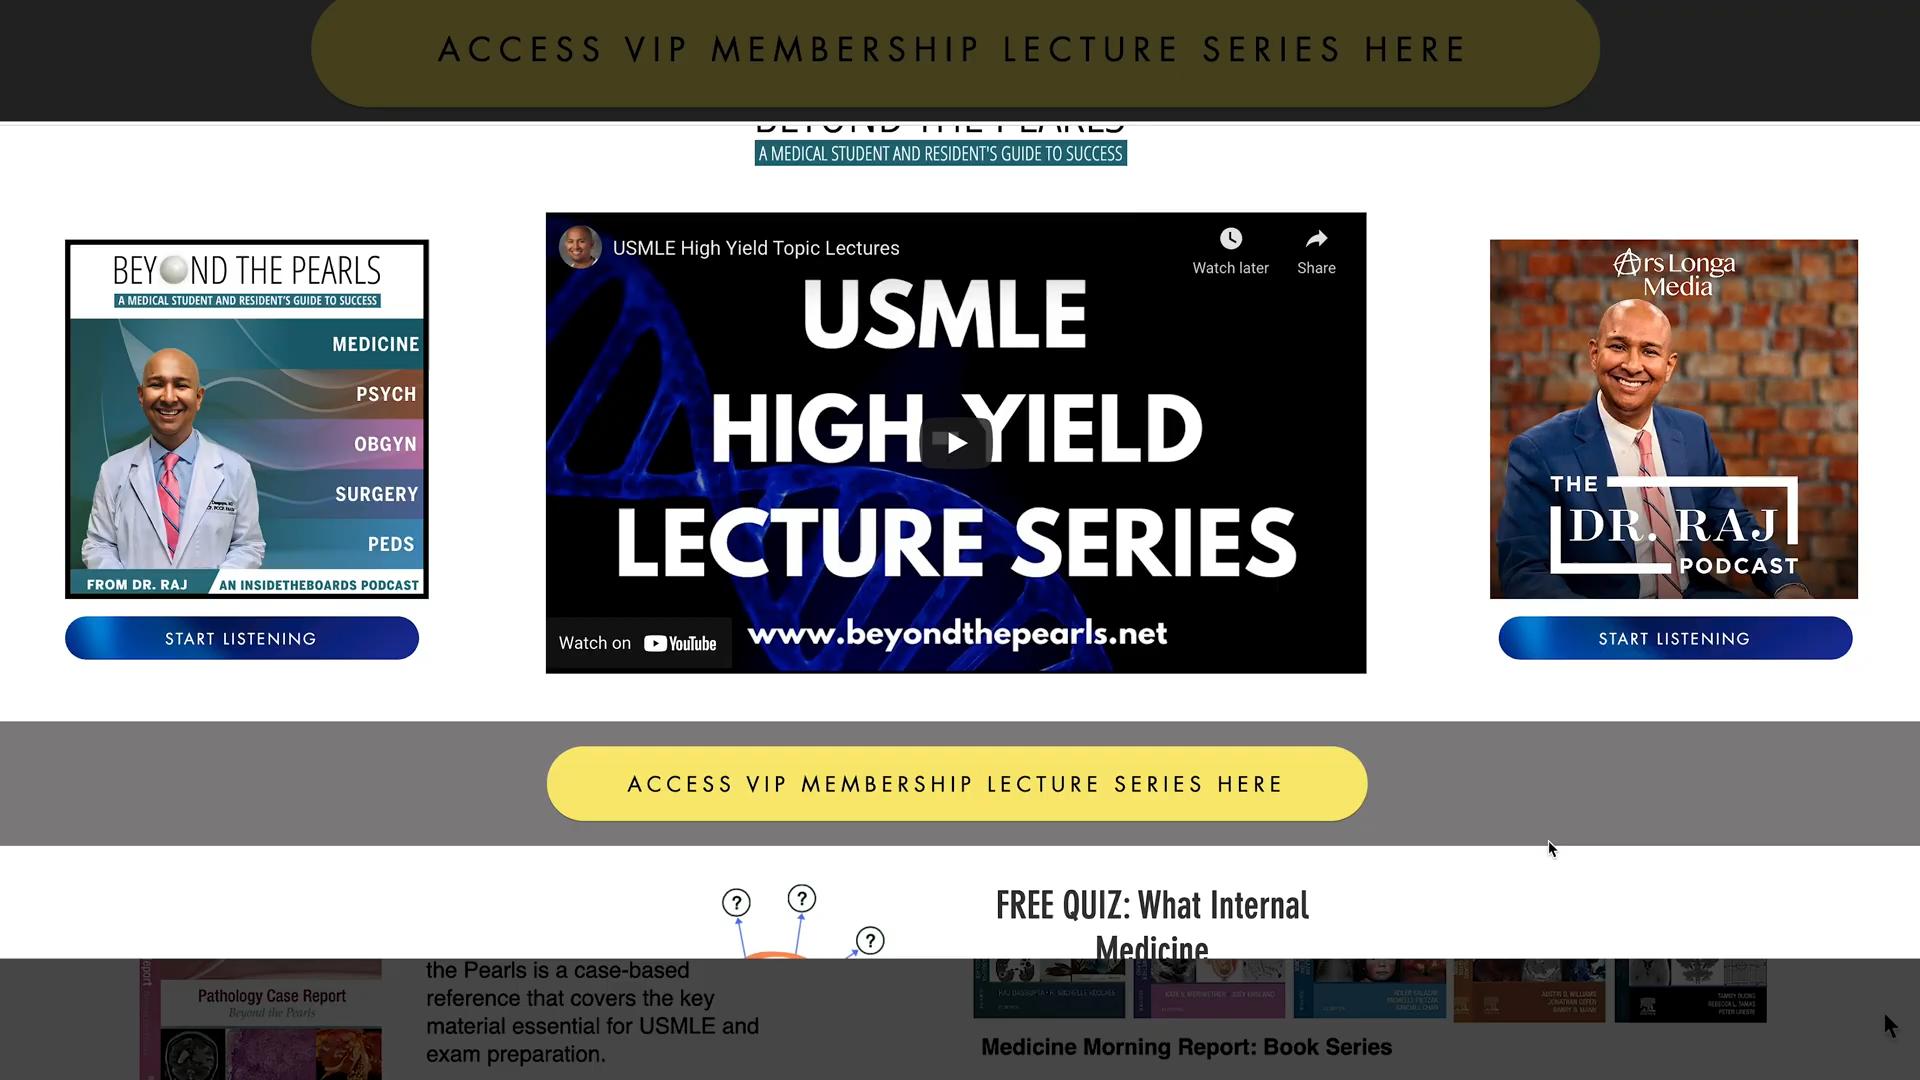 ACCESS VIP MEMBERSHIP LECTURE SERIES HERE
BEYOND THE PEARLS
A MEDICAL STUDENT AND RESIDENT'S GUIDE TO SUCCESS
BEYOND THE PEARLS
A MEDICAL STUDENT AND RESIDENT'S GUIDE TO SUCCESS
MEDICINE
PSYCH
OBGYN
SURGERY
PEDS
FROM DR. RAJ
AN INSIDETHEBOARDS PODCAST
START LISTENING
USMLE High Yield Topic Lectures
Watch later
Share
USMLE
HIGH YIELD
LECTURE SERIES
Watch on YouTube
www.beyondthepearls.net
Ars Longa
Media
THE
DR. RAJ
PODCAST
START LISTENING
ACCESS VIP MEMBERSHIP LECTURE SERIES HERE
?
?
?
FREE QUIZ: What Internal
Medicine
Pathology Case Report
Beyond the Pearls
the Pearls is a case-based
reference that covers the key
material essential for USMLE and
exam preparation.
Medicine Morning Report: Book Series